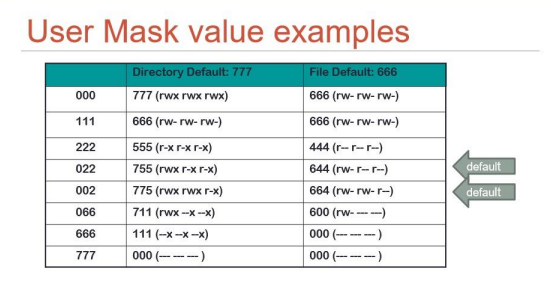 User Mask value examples
Directory Default: 777 File Default: 666
000 777 (rwx rwx rwx) 666 (rw- rw- rw-)
111 666 (rw- rw- rw-) 666 (rw- rw- rw-)
222 555 (r-x r-x r-x) 444 (r-- r-- r--)
022 755 (rwx r-x r-x) 644 (rw- r-- r--) default
002 775 (rwx rwx r-x) 664 (rw- rw- r--) default
066 711 (rwx --x --x) 600 (rw- --- ---)
666 111 (--x --x --x) 000 (--- --- --- )
777 000 (--- --- --- ) 000 (--- --- --- )